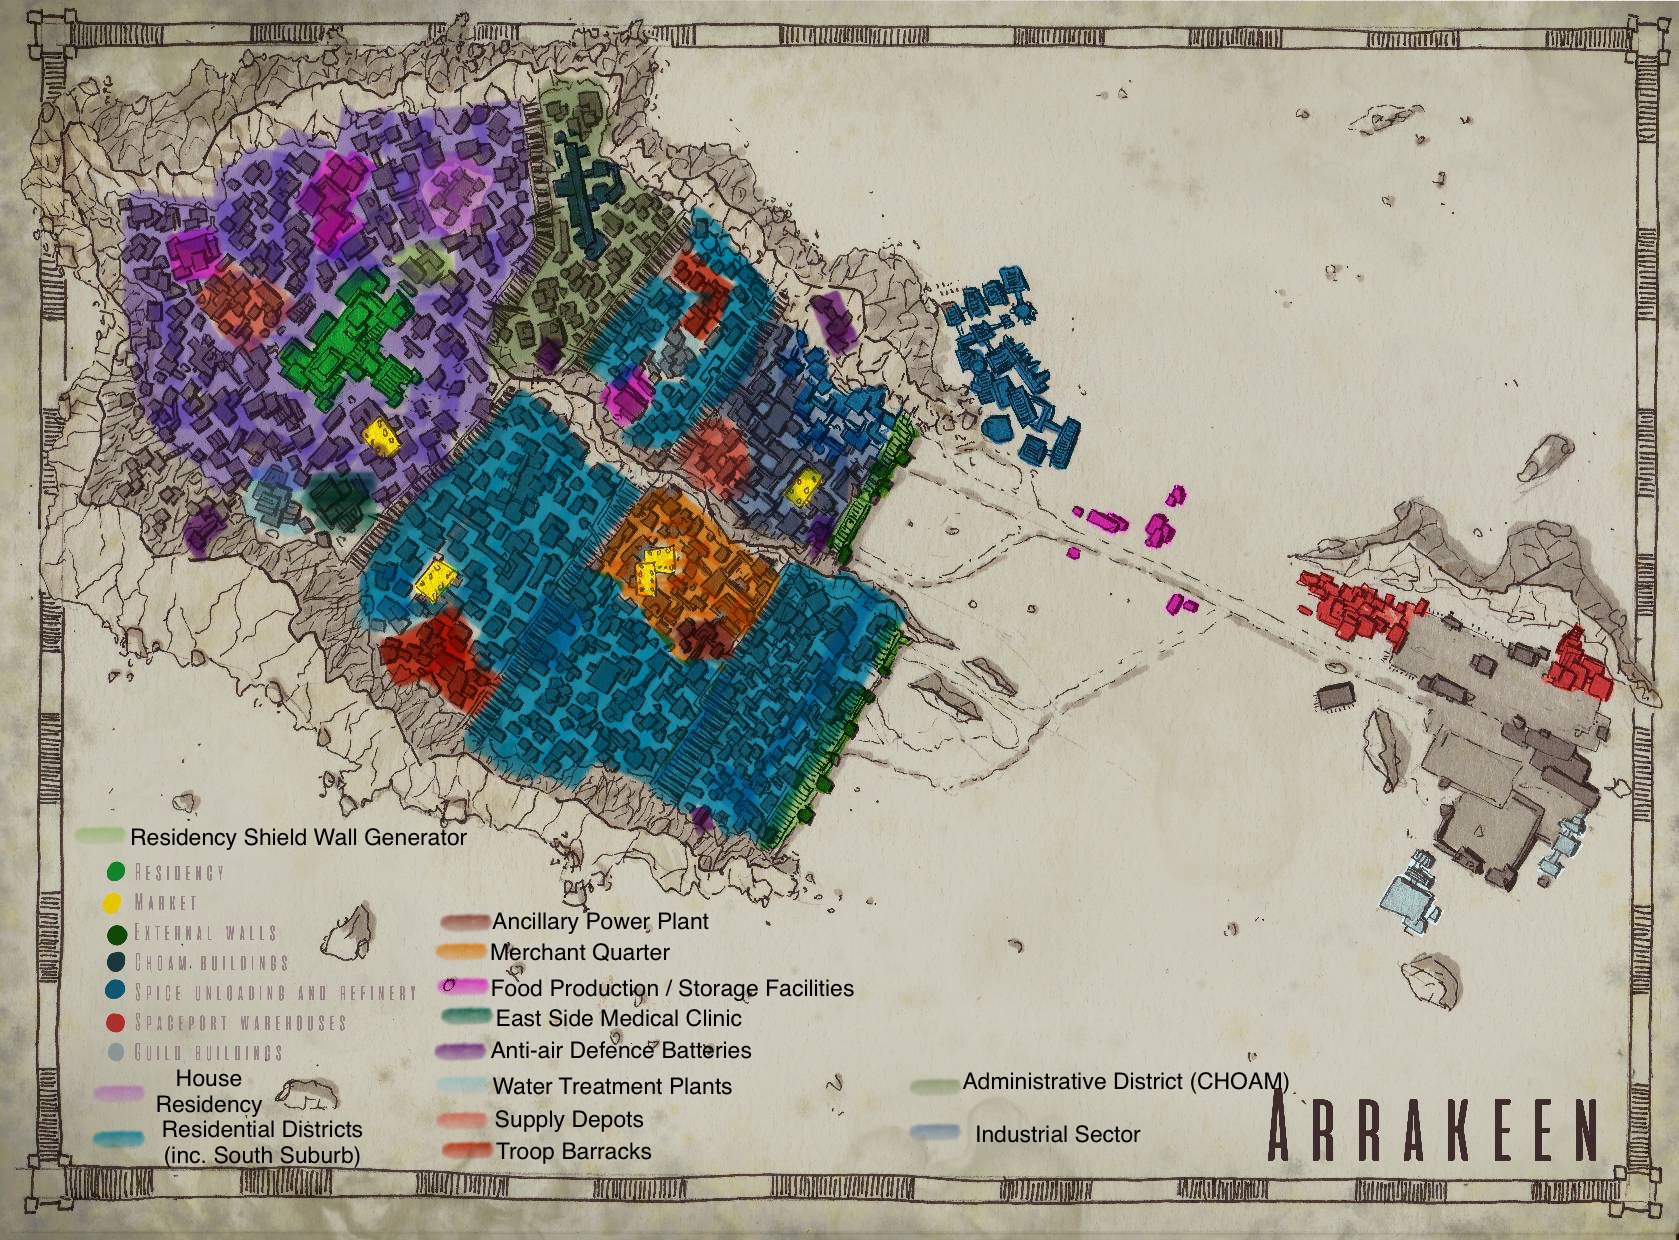 Residency Shield Wall Generator
Residency
Market
External walls
CHOAM buildings
Spice unloading and refinery
Spaceport warehouses
Guild buildings
House
Residency
Residential Districts
(inc. South Suburb)
Ancillary Power Plant
Merchant Quarter
Food Production / Storage Facilities
East Side Medical Clinic
Anti-air Defence Batteries
Water Treatment Plants
Supply Depots
Troop Barracks
Administrative District (CHOAM)
Industrial Sector
ARRAKEEN